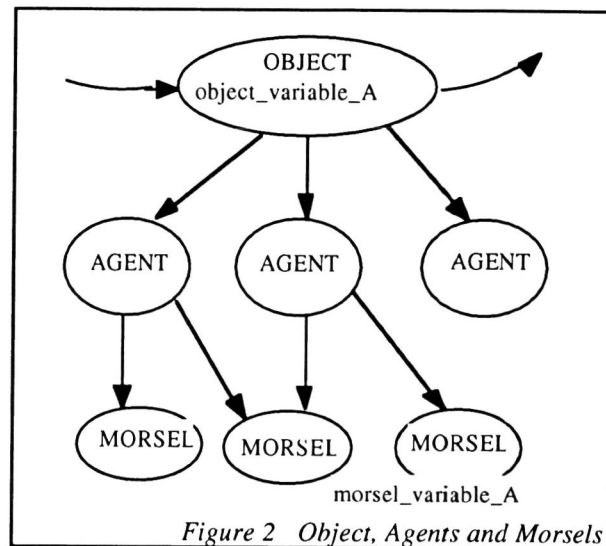 OBJECT
object_variable_A
AGENT AGENT AGENT
MORSEL MORSEL MORSEL
morsel_variable_A
Figure 2 Object, Agents and Morsels